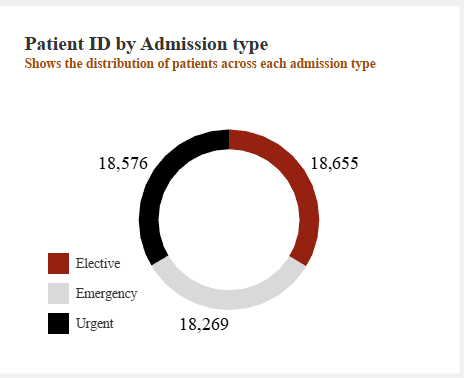 Patient ID by Admission type
Shows the distribution of patients across each admission type
18,576
18,655
Elective
Emergency
Urgent
18,269